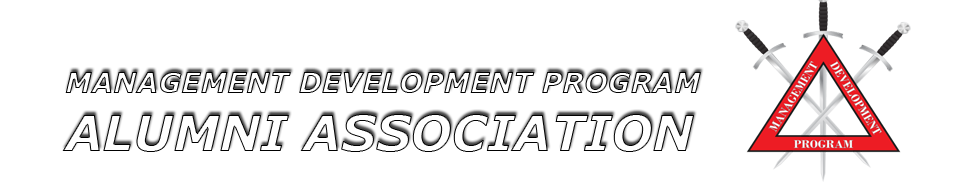 MANAGEMENT DEVELOPMENT PROGRAM
ALUMNI ASSOCIATION
MANAGEMENT
DEVELOPMENT
PROGRAM